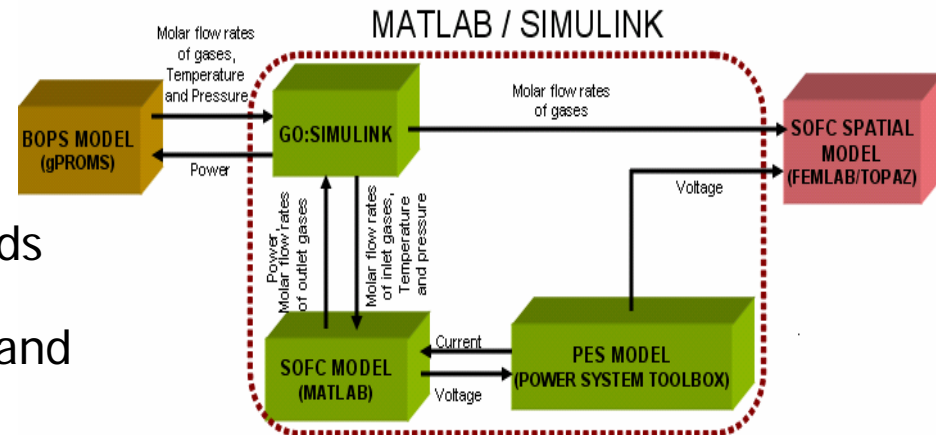 MATLAB / SIMULINK
Molar flow rates
of gases,
Temperature
and Pressure
BOPS MODEL
(gPROMS)
Power
GO:SIMULINK
Molar flow rates
of gases
SOFC SPATIAL
MODEL
(FEMLAB/TOPAZ)
Voltage
ds
and
Power,
Molar flow rates
of outlet gases
Molar flow rates
of inlet gases,
Temperature
and pressure
SOFC MODEL
(MATLAB)
Current
Voltage
PES MODEL
(POWER SYSTEM TOOLBOX)
.